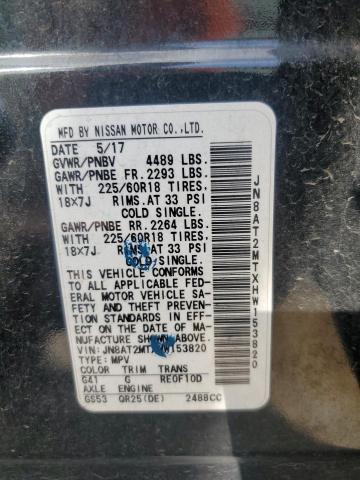 MFD BY NISSAN MOTOR CO.,LTD.
DATE 5/17
GVWR/PNBV 4489 LBS.
GAWR/PNBE FR. 2293 LBS.
WITH 225/60R18 TIRES,
18X7J RIMS.AT 33 PSI
COLD SINGLE.
GAWR/PNBE RR. 2264 LBS.
WITH 225/60R18 TIRES,
18X7J RIMS.AT 33 PSI
COLD, SINGLE.
THIS VEHICLE CONFORMS
TO ALL APPLICABLE FED-
ERAL MOTOR VEHICLE SA-
FETY AND THEFT PREVENTION
STANDARDS IN EFF-
ECT ON THE DATE OF MA-
NUFACTURE SHOWN ABOVE.
VIN:JN8AT2MTXHW153820
TYPE: MPV
COLOR TRIM TRANS
G41 G RE0F10D
AXLE ENGINE
GS53 QR25(DE) 2488CC
JN8AT2MTXHW153820